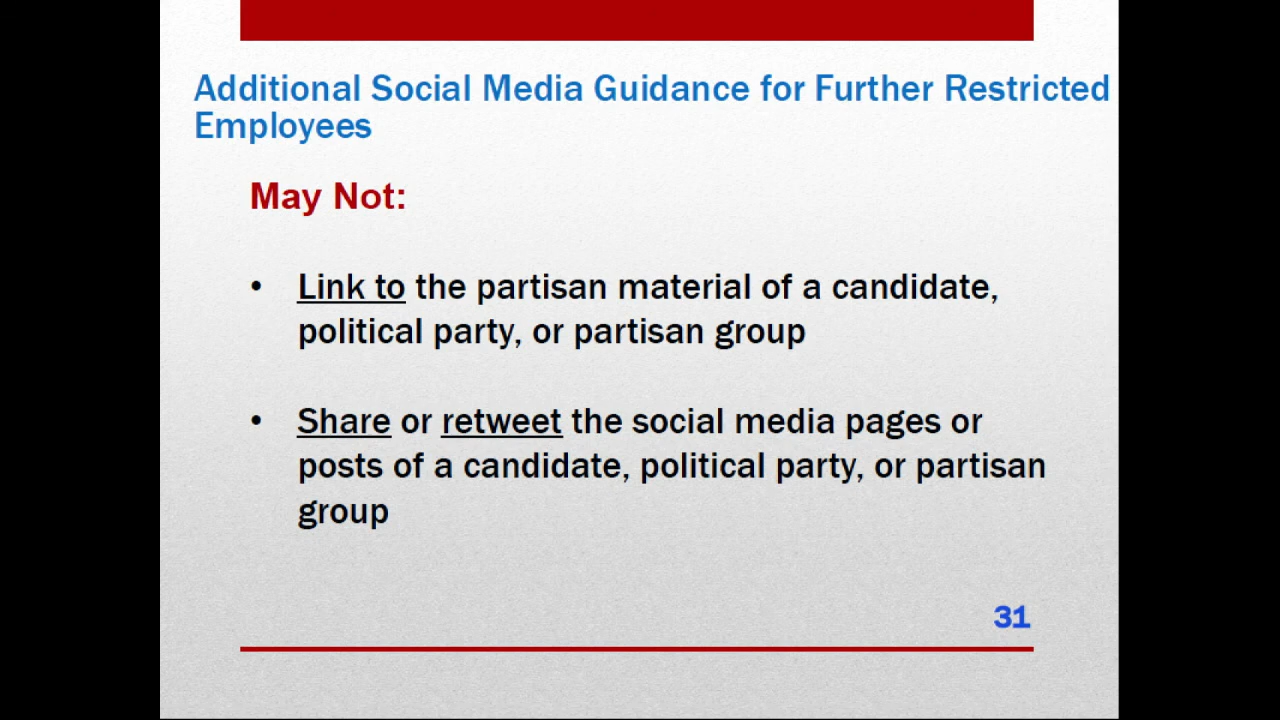 Additional Social Media Guidance for Further Restricted
Employees
May Not:
• Link to the partisan material of a candidate,
political party, or partisan group
• Share or retweet the social media pages or
posts of a candidate, political party, or partisan
group
31